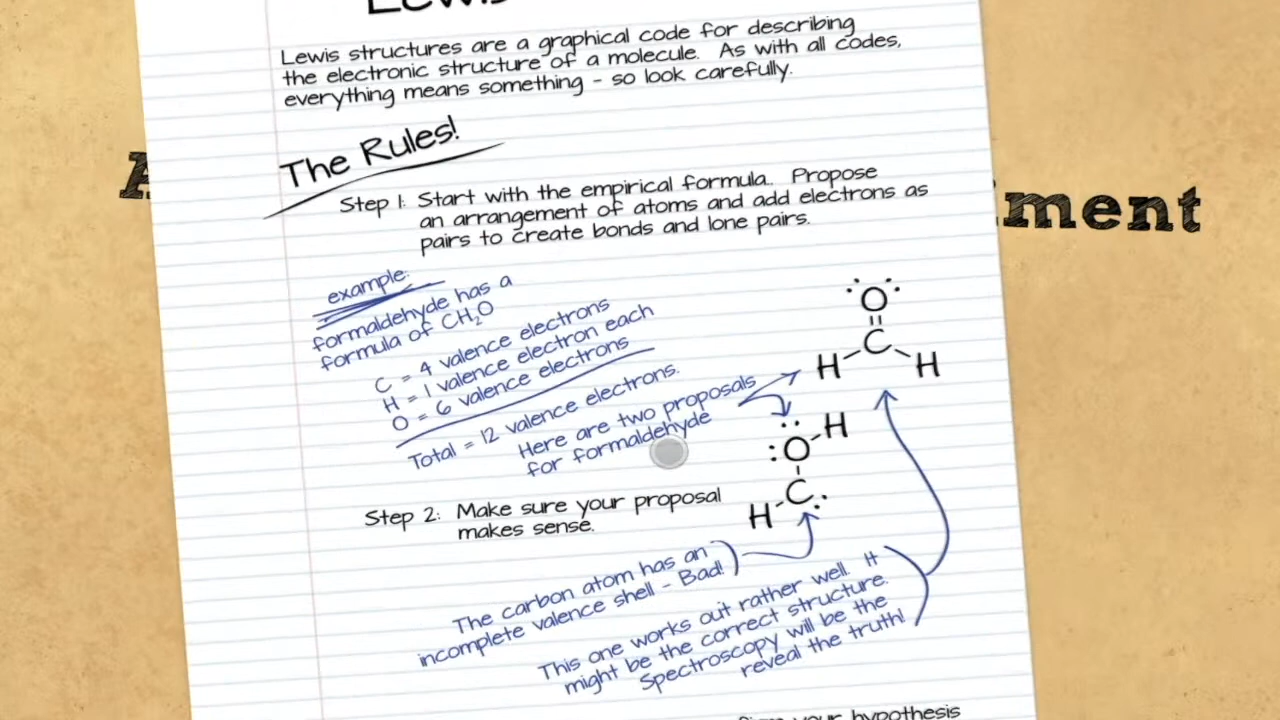 Lewis
Lewis structures are a graphical code for describing
the electronic structure of a molecule. As with all codes,
everything means something - so look carefully.
The Rules!
Step 1: Start with the empirical formula. Propose
an arrangement of atoms and add electrons as
pairs to create bonds and lone pairs.
example:
formaldehyde has a
formula of CH₂O
C = 4 valence electrons
H = 1 valence electron each
O = 6 valence electrons
Total = 12 valence electrons.
Here are two proposals
for formaldehyde
O
C
H H
O H
C
H
Step 2: Make sure your proposal
makes sense.
The carbon atom has an
incomplete valence shell - Bad!
This one works out rather well. It
might be the correct structure.
Spectroscopy will be the
reveal the truth!
your hypothesis
A
ment